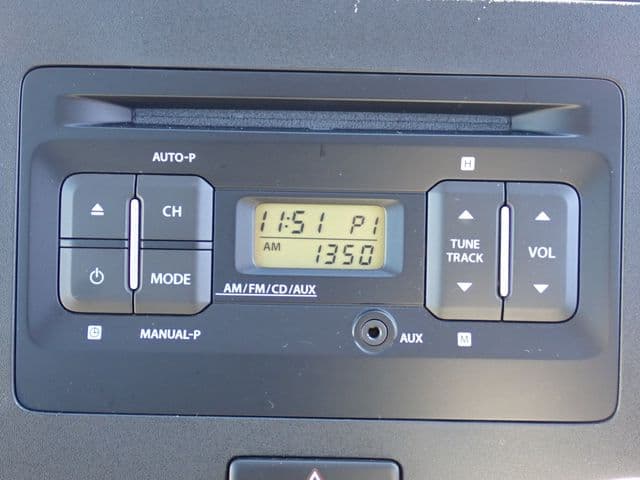 AUTO-P
H
CH
11:51 P1
TUNE
TRACK
VOL
AM
1350
MODE
AM/FM/CD/AUX
MANUAL-P
AUX
M